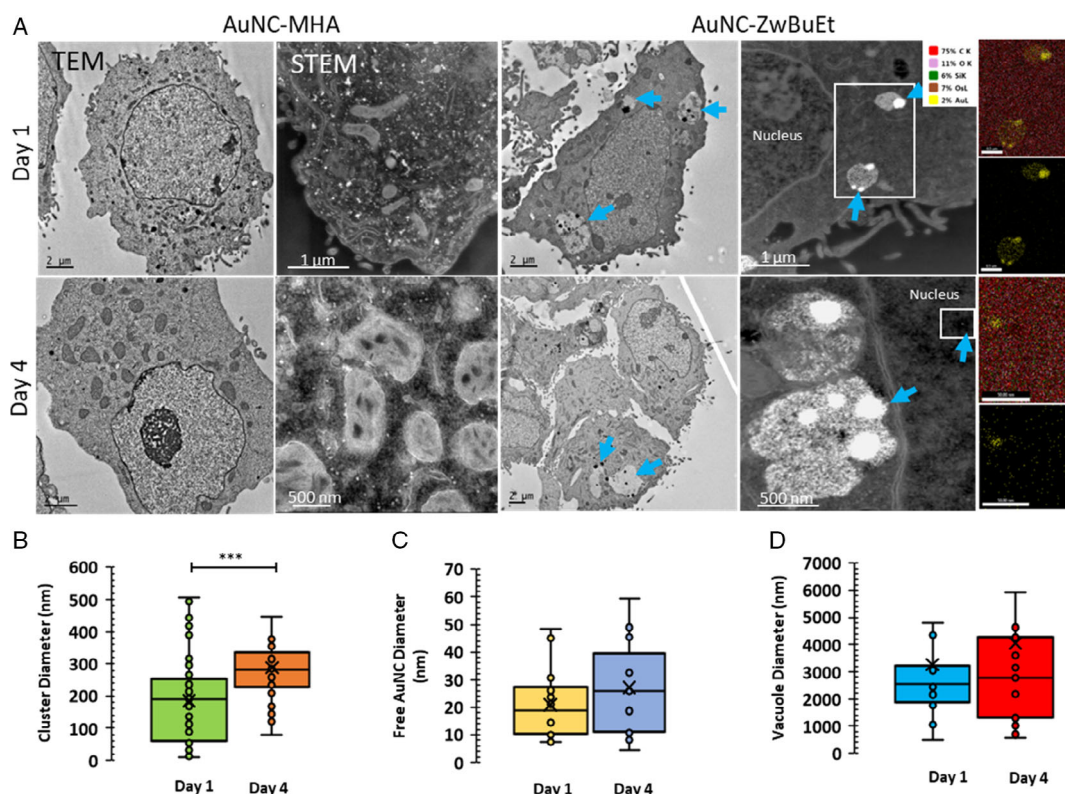 A
AuNC-MHA
AuNC-ZwBuEt
TEM
STEM
Day 1
2 µm
1 µm
2 µm
Nucleus
1 µm
75% C K
11% O K
6% SiK
7% OsL
2% AuL
Day 4
500 nm
2 µm
Nucleus
500 nm
B
***
Cluster Diameter (nm)
600
500
400
300
200
100
0
Day 1
Day 4
C
Free AuNC Diameter
(nm)
70
60
50
40
30
20
10
0
Day 1
Day 4
D
Vacuole Diameter (nm)
7000
6000
5000
4000
3000
2000
1000
0
Day 1
Day 4